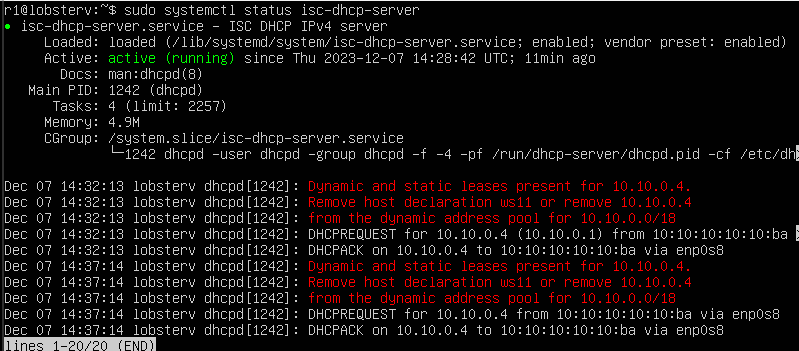 r1@lobsterv:~$ sudo systemctl status isc-dhcp-server
● isc-dhcp-server.service - ISC DHCP IPv4 server
Loaded: loaded (/lib/systemd/system/isc-dhcp-server.service; enabled; vendor preset: enabled)
Active: active (running) since Thu 2023-12-07 14:28:42 UTC; 11min ago
Docs: man:dhcpd(8)
Main PID: 1242 (dhcpd)
Tasks: 4 (limit: 2257)
Memory: 4.9M
CGroup: /system.slice/isc-dhcp-server.service
└─1242 dhcpd -user dhcpd -group dhcpd -f -4 -pf /run/dhcp-server/dhcpd.pid -cf /etc/dh>
Dec 07 14:32:13 lobsterv dhcpd[1242]: Dynamic and static leases present for 10.10.0.4.
Dec 07 14:32:13 lobsterv dhcpd[1242]: Remove host declaration ws11 or remove 10.10.0.4
Dec 07 14:32:13 lobsterv dhcpd[1242]: from the dynamic address pool for 10.10.0.0/18
Dec 07 14:32:13 lobsterv dhcpd[1242]: DHCPREQUEST for 10.10.0.4 (10.10.0.1) from 10:10:10:10:10:ba >
Dec 07 14:32:13 lobsterv dhcpd[1242]: DHCPACK on 10.10.0.4 to 10:10:10:10:10:ba via enp0s8
Dec 07 14:37:14 lobsterv dhcpd[1242]: Dynamic and static leases present for 10.10.0.4.
Dec 07 14:37:14 lobsterv dhcpd[1242]: Remove host declaration ws11 or remove 10.10.0.4
Dec 07 14:37:14 lobsterv dhcpd[1242]: from the dynamic address pool for 10.10.0.0/18
Dec 07 14:37:14 lobsterv dhcpd[1242]: DHCPREQUEST for 10.10.0.4 from 10:10:10:10:10:ba via enp0s8
Dec 07 14:37:14 lobsterv dhcpd[1242]: DHCPACK on 10.10.0.4 to 10:10:10:10:10:ba via enp0s8
lines 1-20/20 (END)